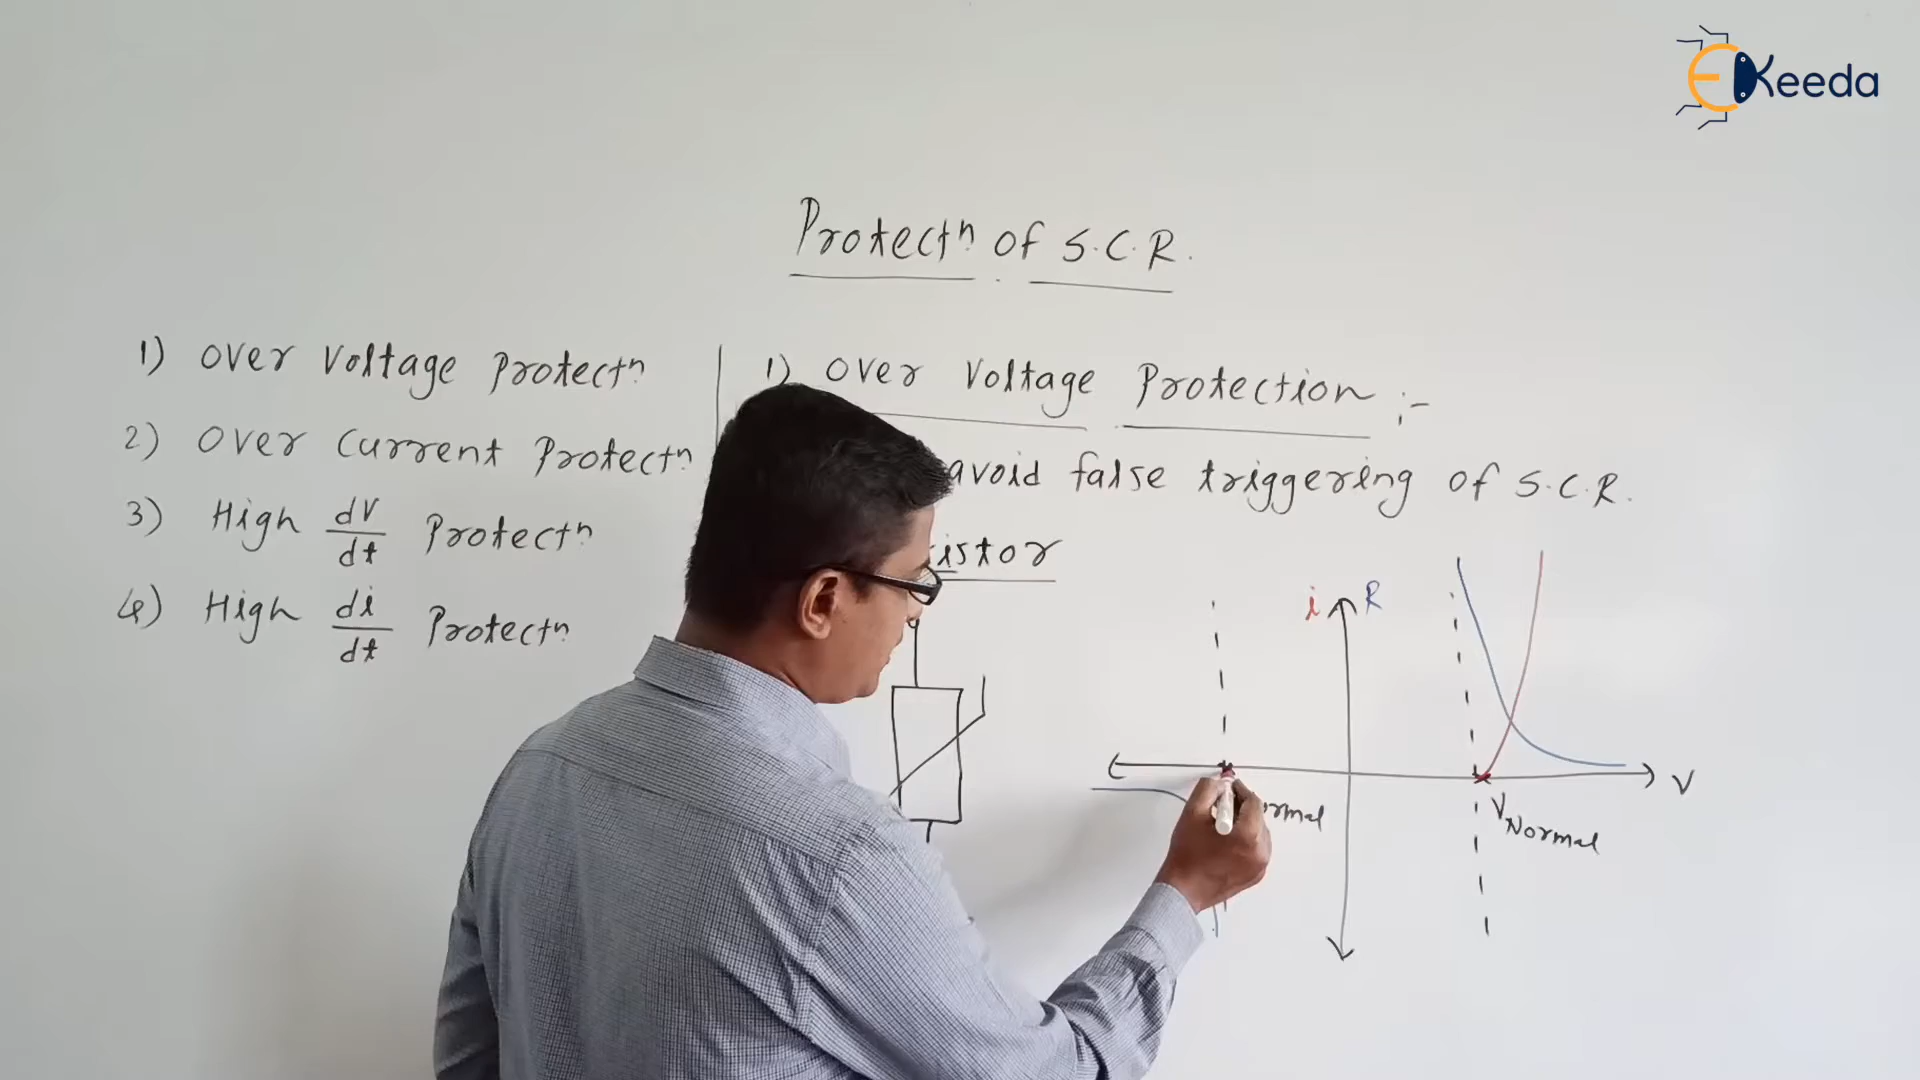 EKeeda
Protectⁿ of S.C.R.
1) Over Voltage Protectⁿ
2) Over Current Protectⁿ
3) High dV/dt Protectⁿ
4) High di/dt Protectⁿ
1) Over Voltage Protection :-
avoid false triggering of S.C.R.
istor
i R
V
ormal
VNormal